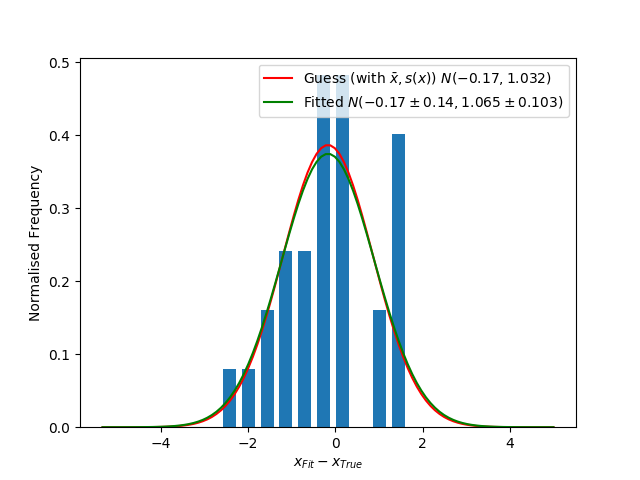 Guess (with x̄, s(x)) N(−0.17, 1.032)
Fitted N(−0.17 ± 0.14, 1.065 ± 0.103)
Normalised Frequency
0.5
0.4
0.3
0.2
0.1
0.0
−4 −2 0 2 4
x_Fit − x_True